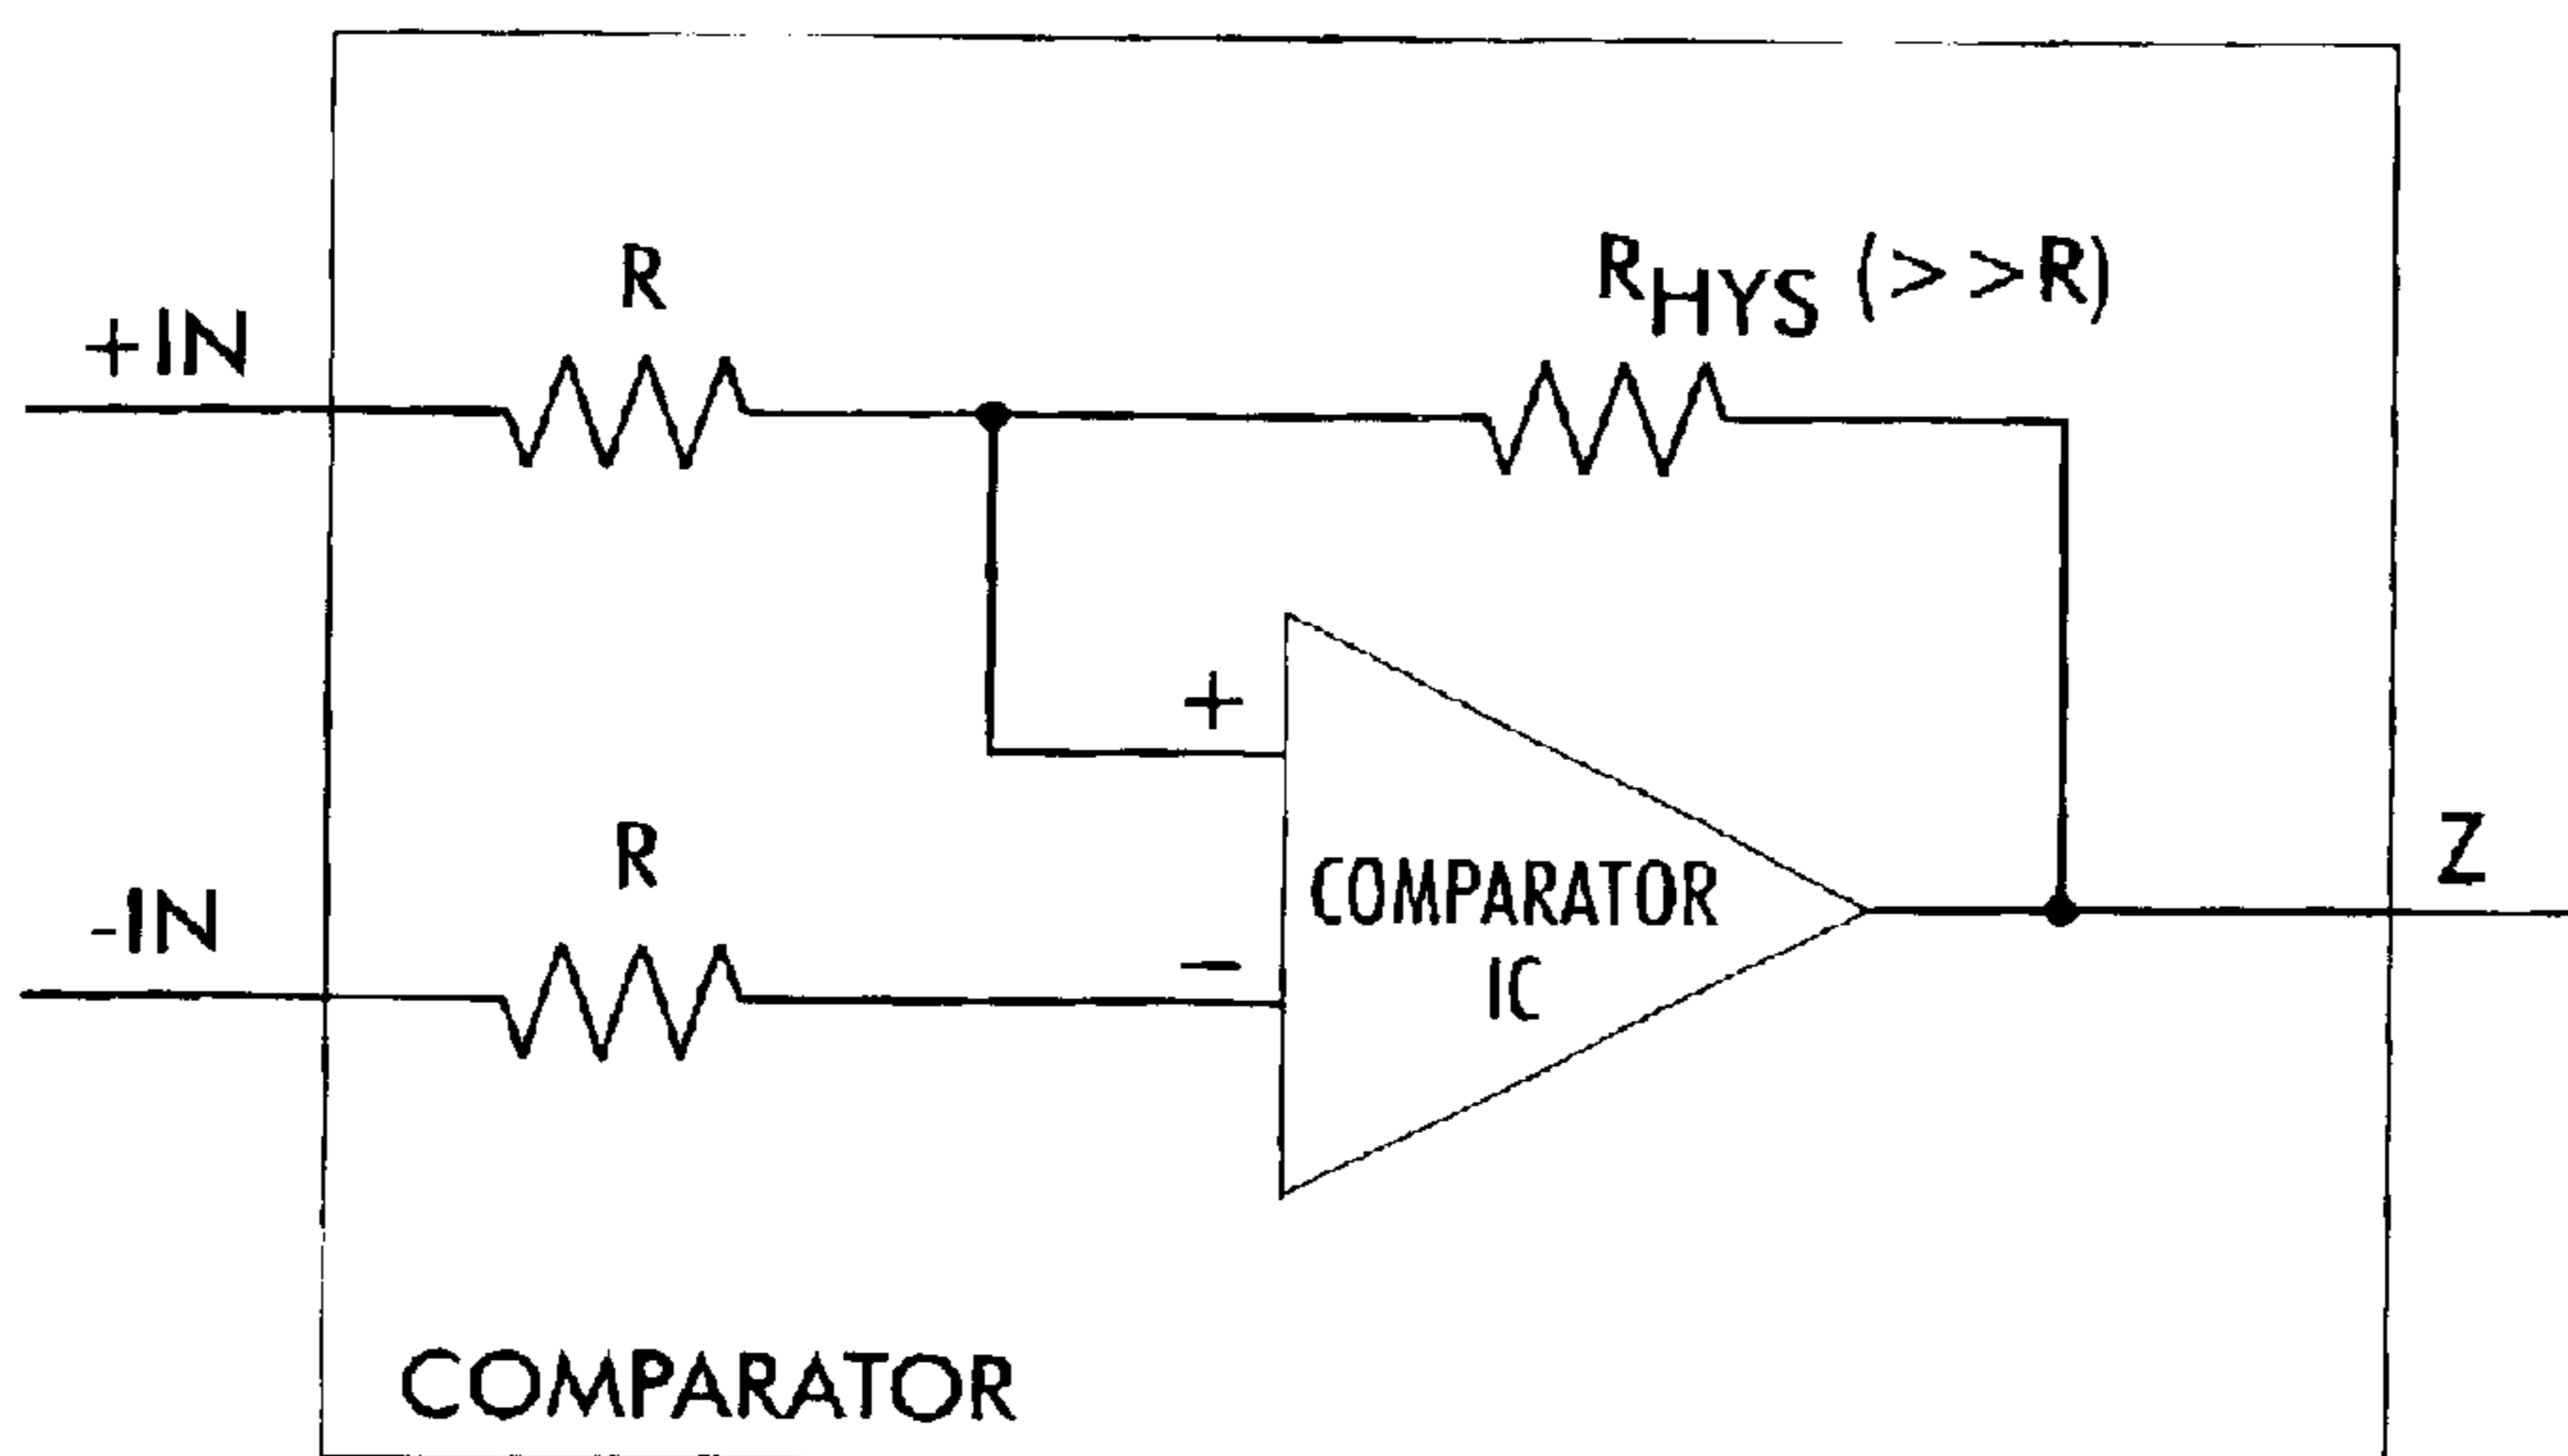 R
R_HYS (>>R)
+IN
+
R
-IN
−
COMPARATOR
IC
Z
COMPARATOR